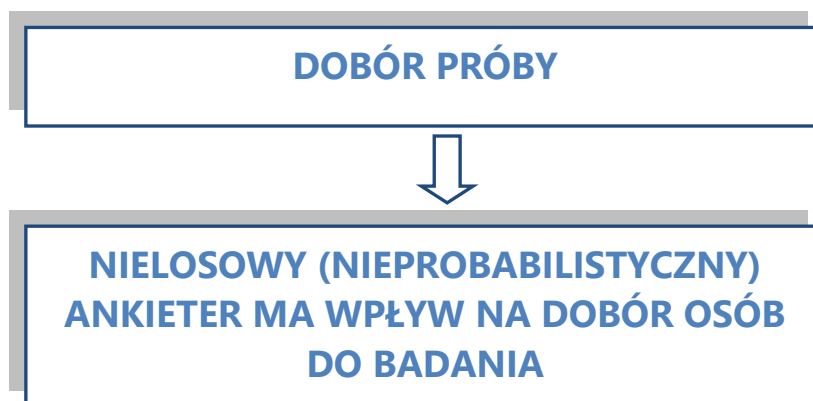 DOBÓR PRÓBY
NIELOSOWY (NIEPROBABILISTYCZNY)
ANKIETER MA WPŁYW NA DOBÓR OSÓB
DO BADANIA